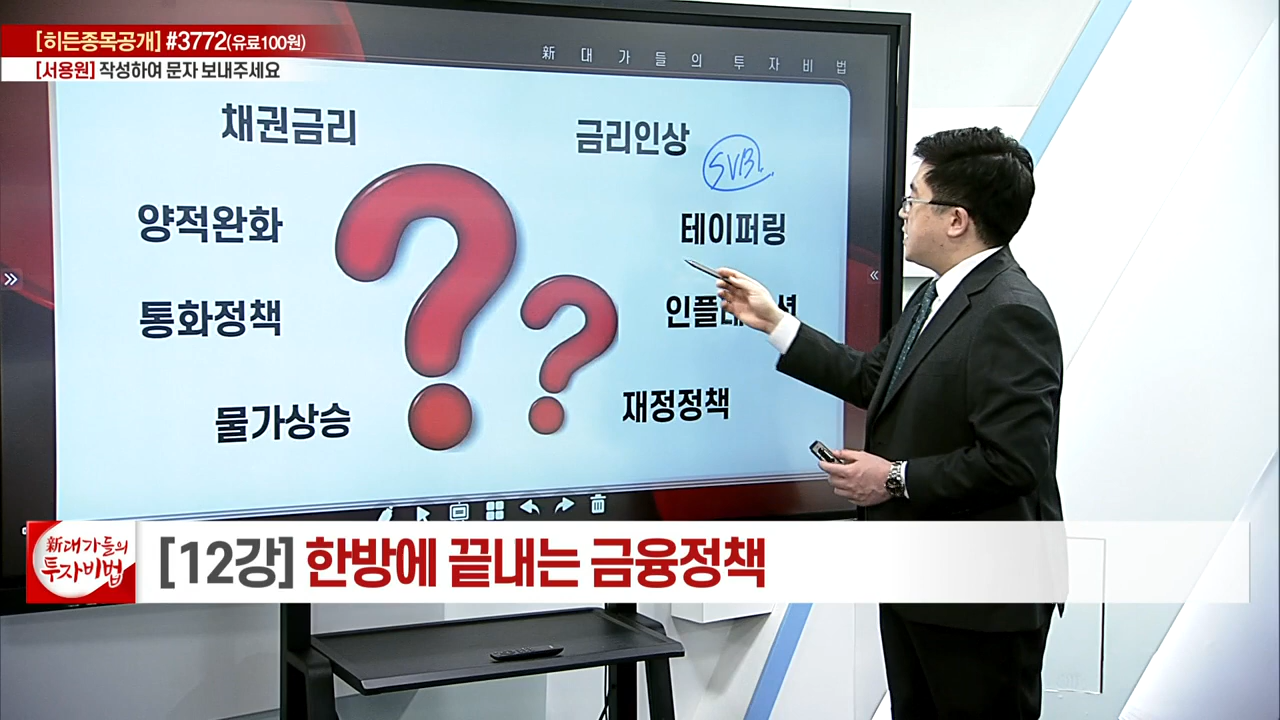 [히든종목공개] #3772(유료100원)
[서용원] 작성하여 문자 보내주세요
新 대 가 들 의 투 자 비 법
채권금리
금리인상
SVB
양적완화
테이퍼링
통화정책
재정정책
물가상승
新대가들의
투자비법
[12강] 한방에 끝내는 금융정책